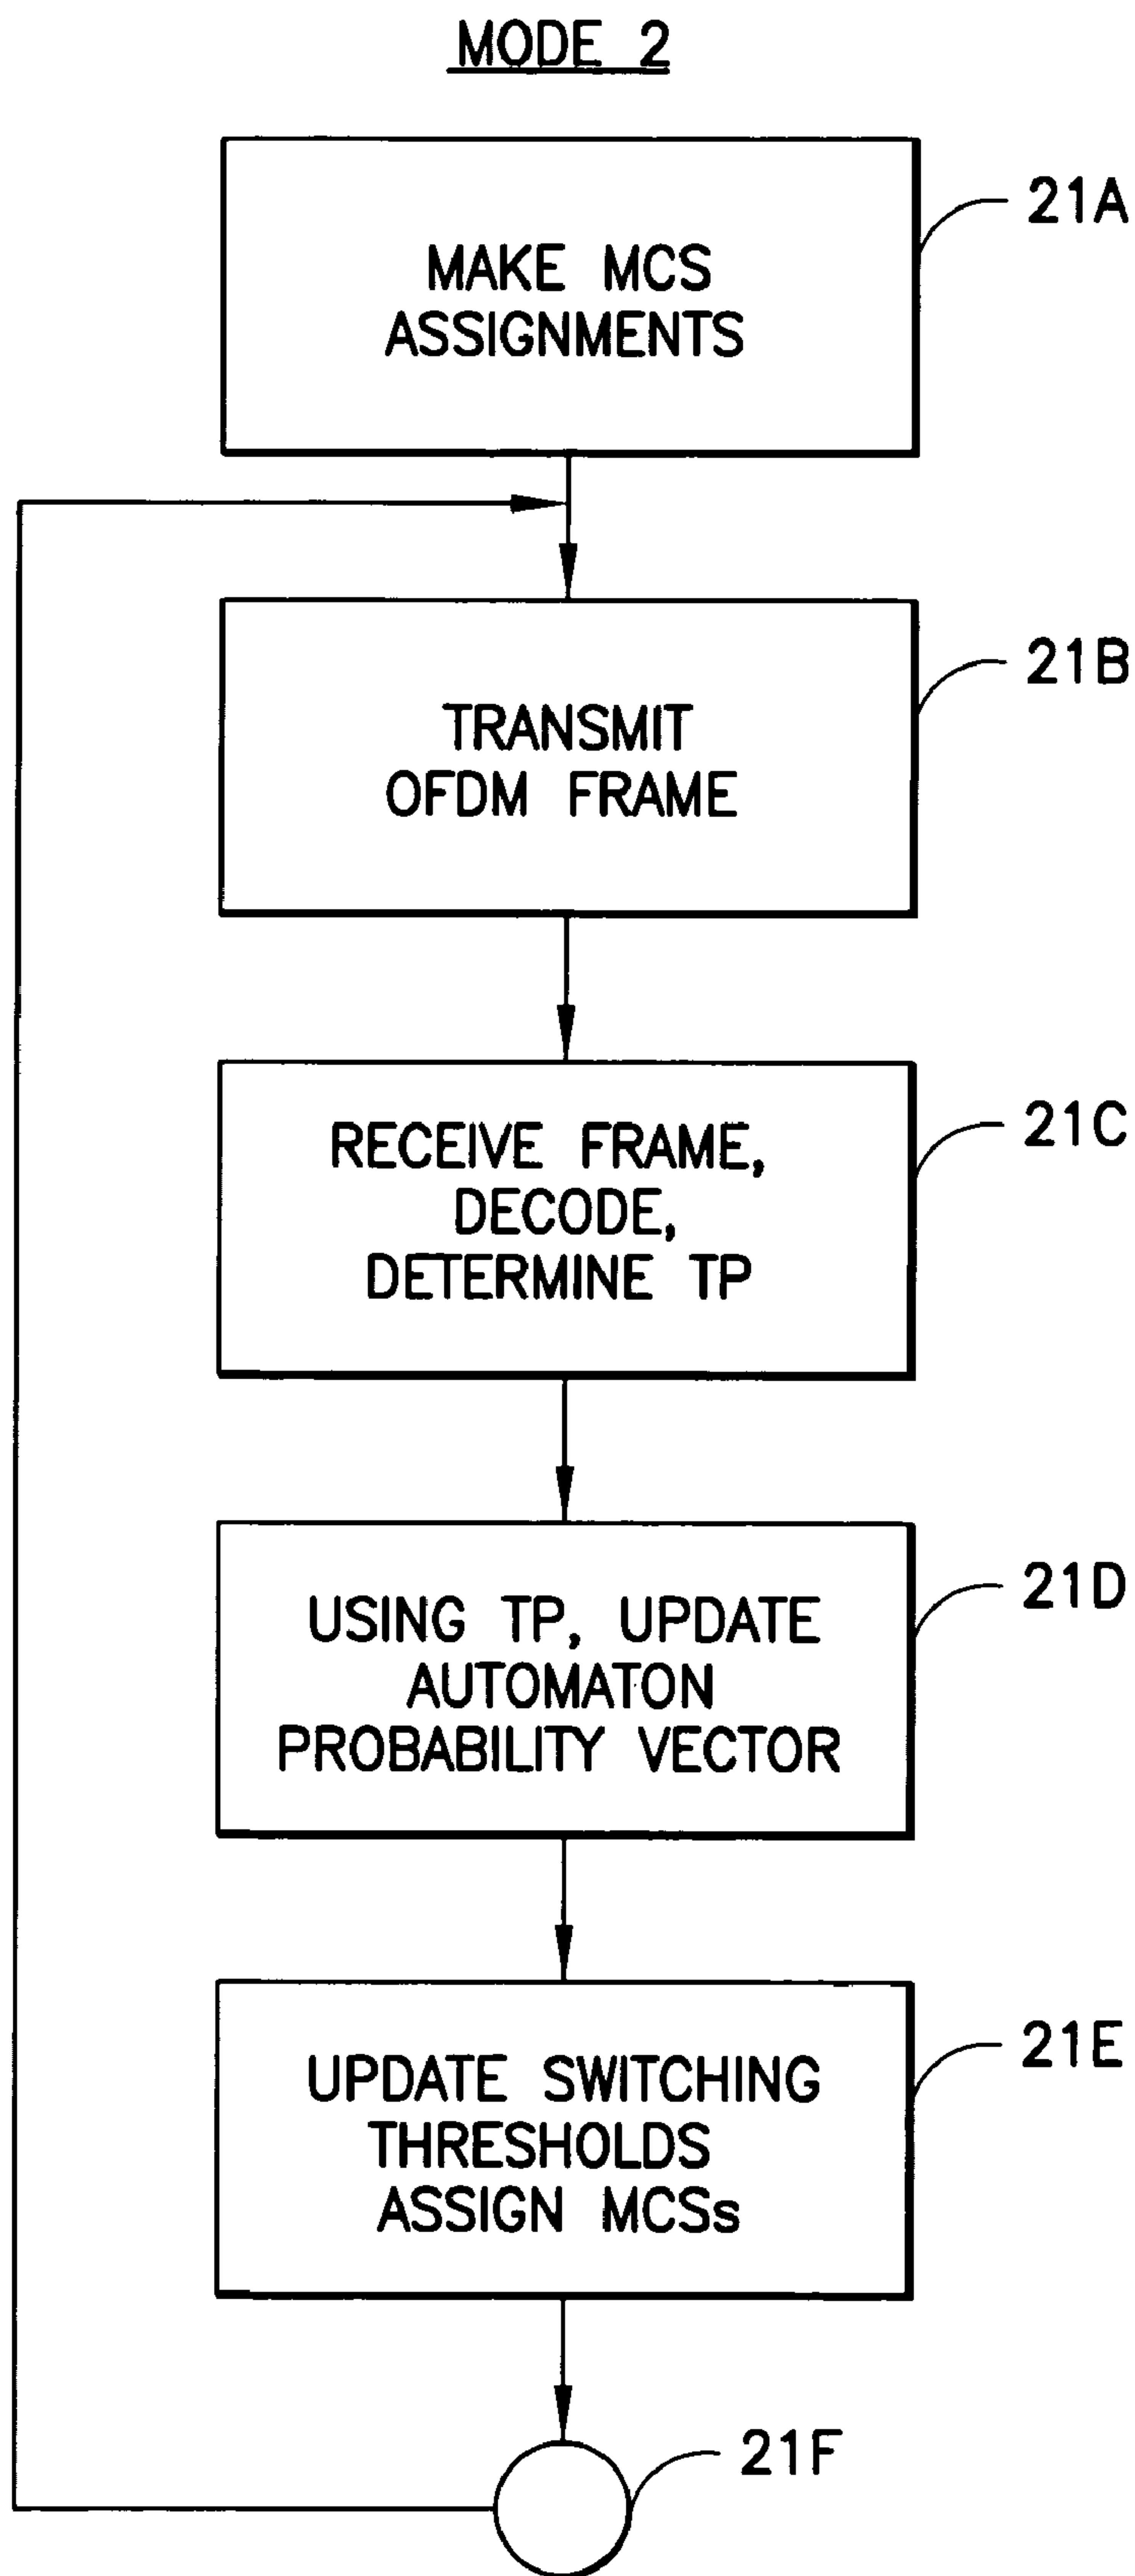 MODE 2
21A
MAKE MCS
ASSIGNMENTS
21B
TRANSMIT
OFDM FRAME
21C
RECEIVE FRAME,
DECODE,
DETERMINE TP
21D
USING TP, UPDATE
AUTOMATON
PROBABILITY VECTOR
21E
UPDATE SWITCHING
THRESHOLDS
ASSIGN MCSs
21F